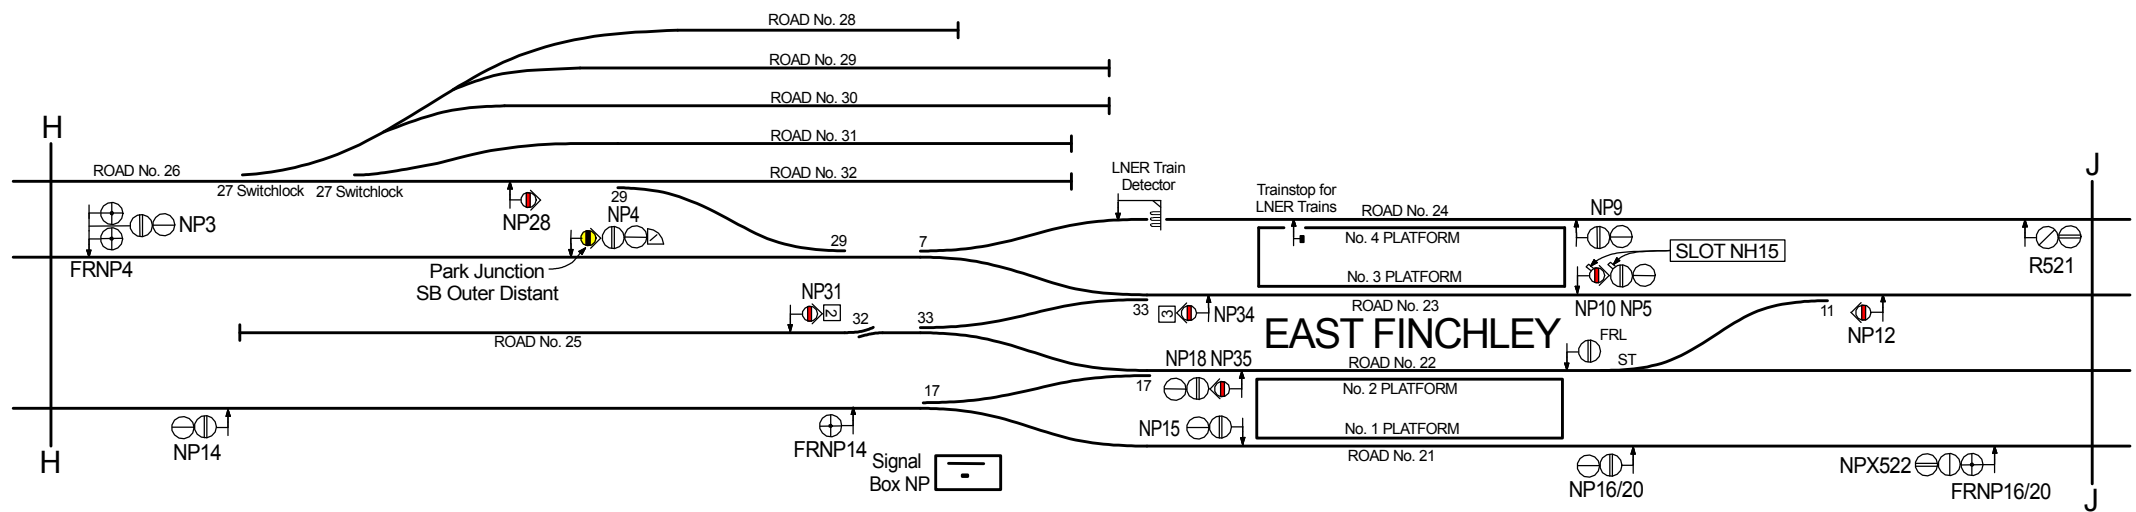 ROAD No. 28
ROAD No. 29
ROAD No. 30
H
ROAD No. 31
J
ROAD No. 26
ROAD No. 32
LNER Train
Detector
27 Switchlock
27 Switchlock
Trainstop for
LNER Trains
NP28
29
NP4
ROAD No. 24
NP9
NP3
No. 4 PLATFORM
29
7
SLOT NH15
FRNP4
Park Junction
SB Outer Distant
No. 3 PLATFORM
R521
NP31
2
33
33
3
NP34
ROAD No. 23
NP10 NP5
11
NP12
32
ROAD No. 25
EAST FINCHLEY
FRL
ST
NP18 NP35
ROAD No. 22
17
17
No. 2 PLATFORM
NP15
No. 1 PLATFORM
NP14
FRNP14
ROAD No. 21
H
Signal
Box NP
NPX522
NP16/20
FRNP16/20
J